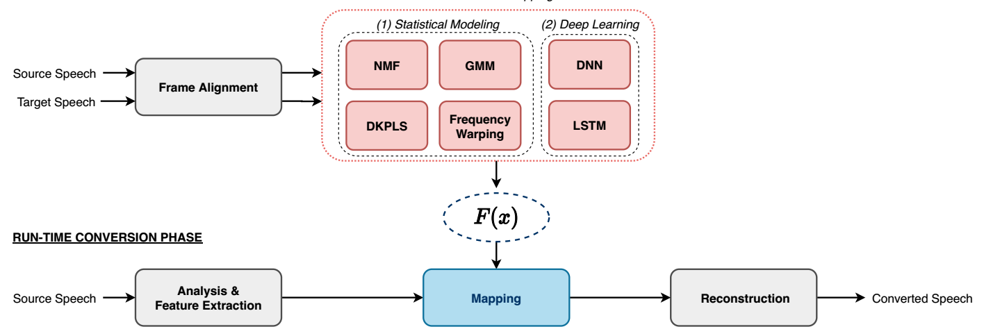 (1) Statistical Modeling
(2) Deep Learning
NMF
GMM
DNN
Source Speech
Frame Alignment
Target Speech
DKPLS
Frequency
Warping
LSTM
F(x)
RUN-TIME CONVERSION PHASE
Source Speech
Analysis &
Feature Extraction
Mapping
Reconstruction
Converted Speech